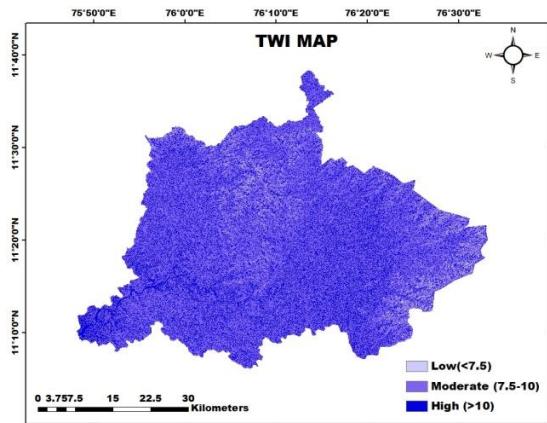 75°50'0"E 76°0'0"E 76°10'0"E 76°20'0"E 76°30'0"E
TWI MAP
N
W E
S
11°40'0"N
11°30'0"N
11°20'0"N
11°10'0"N
Low(<7.5)
Moderate (7.5-10)
High (>10)
0 3.757.5 15 22.5 30
Kilometers